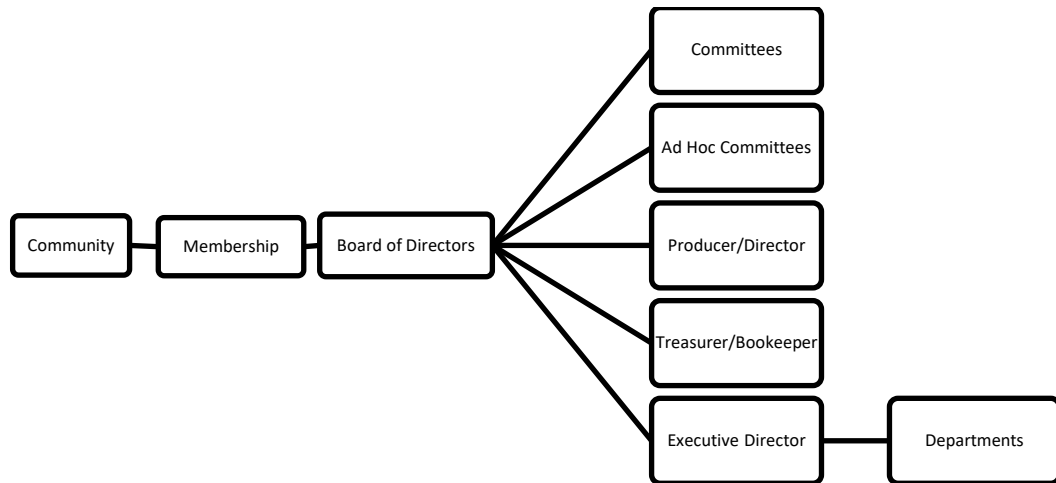 Committees
Ad Hoc Committees
Community
Membership
Board of Directors
Producer/Director
Treasurer/Bookeeper
Executive Director
Departments